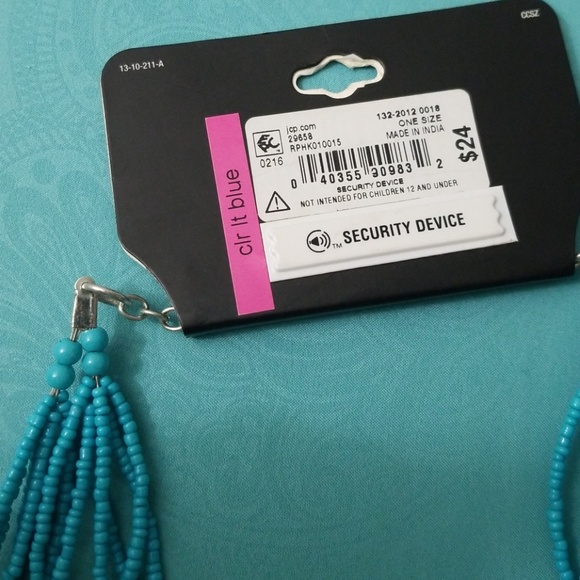 CCSZ
13-10-211-A
clr lt blue
jcp.com
29658
RPHK010015
0216
132-2012 0018
ONE SIZE
MADE IN INDIA
$24
0 40355 90983 2
SECURITY DEVICE
NOT INTENDED FOR CHILDREN 12 AND UNDER
TM SECURITY DEVICE